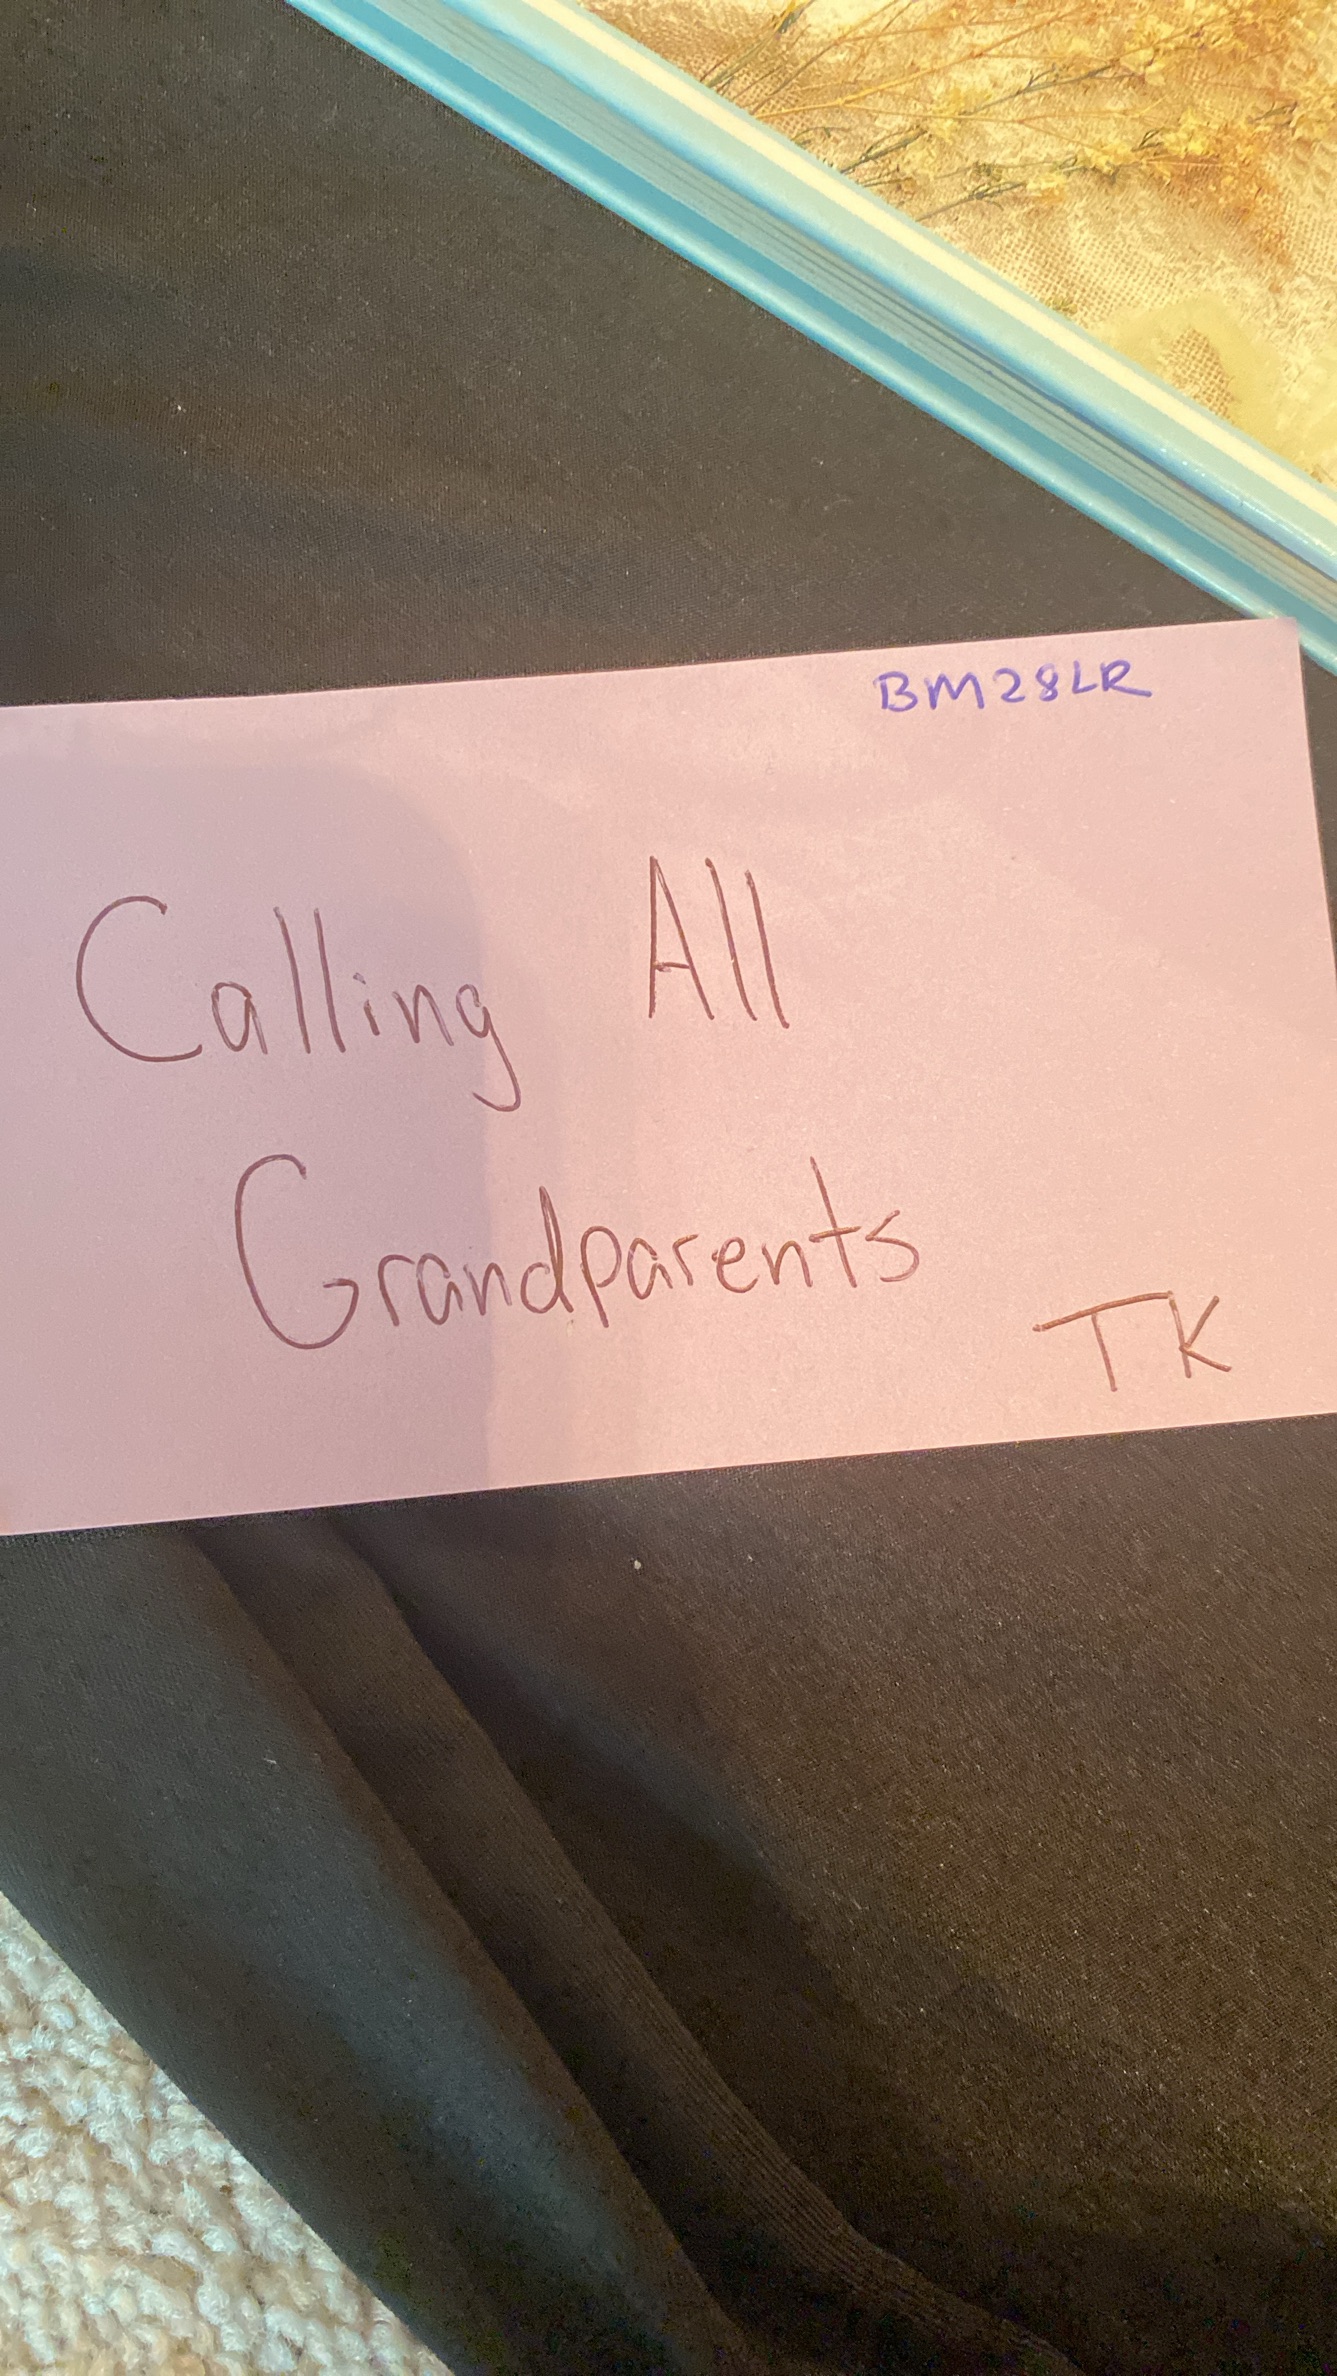 BM28LR
Calling All
Grandparents
TK